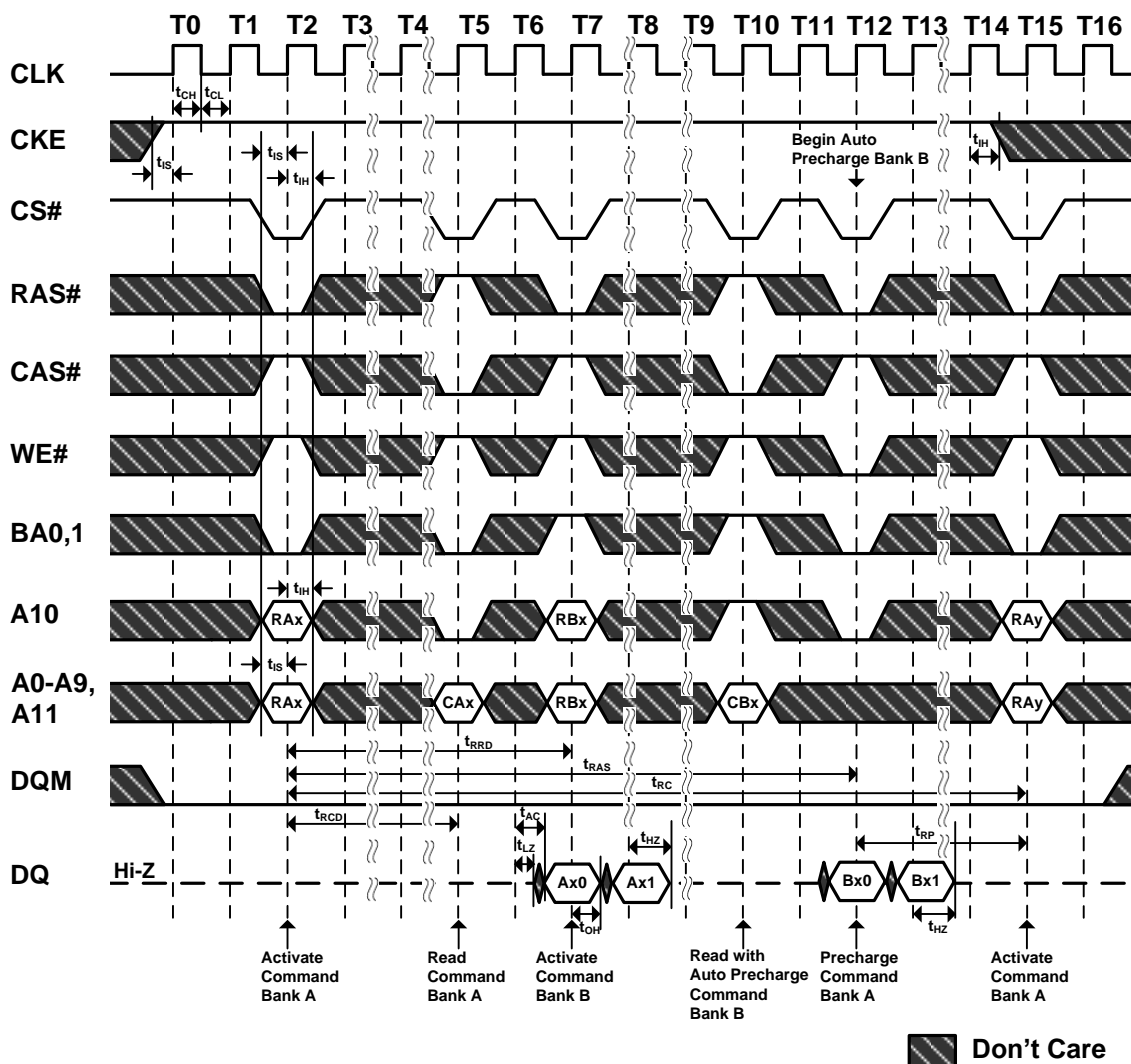 T0 T1 T2 T3 T4 T5 T6 T7 T8 T9 T10 T11 T12 T13 T14 T15 T16
CLK
tCH tCL
CKE
tIS
tIS
tIH
Begin Auto
Precharge Bank B
tIH
CS#
RAS#
CAS#
WE#
BA0,1
tIH
A10
RAx RBx RAy
tIS
A0-A9,
A11
RAx CAx RBx CBx RAy
tRRD
tRAS
DQM
tRC
tRCD
tAC
tLZ
tHZ
tRP
DQ
Hi-Z
Ax0 Ax1 Bx0 Bx1
tOH
tHZ
Activate
Command
Bank A
Read
Command
Bank A
Activate
Command
Bank B
Read with
Auto Precharge
Command
Bank B
Precharge
Command
Bank A
Activate
Command
Bank A
Don't Care